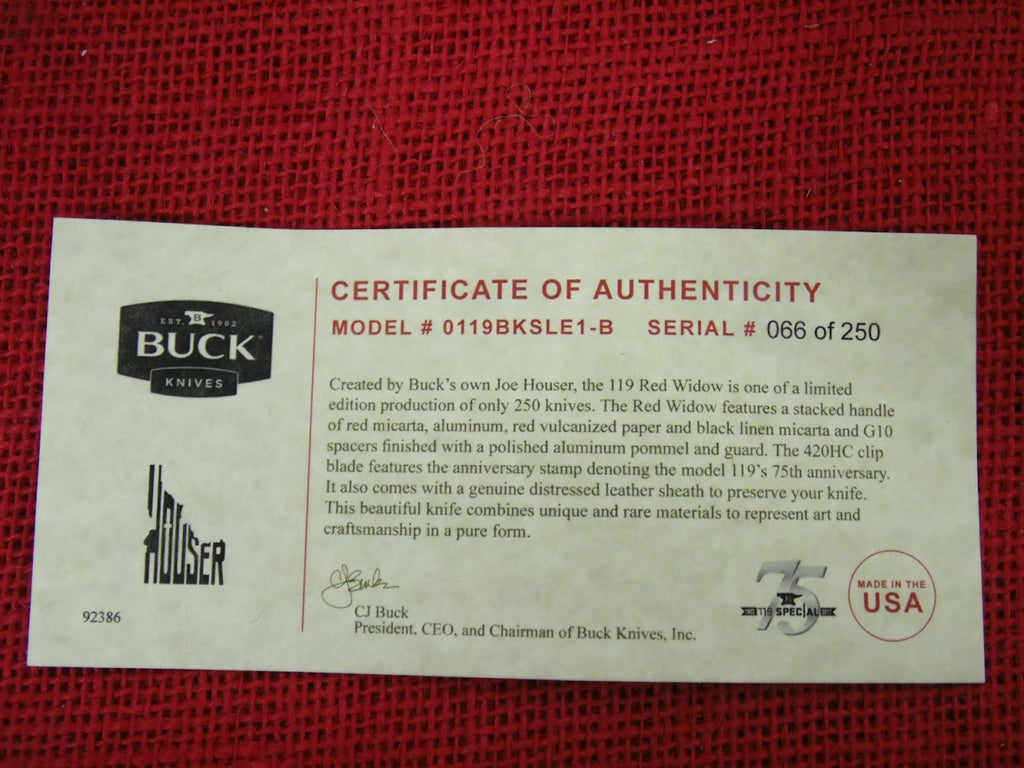 CERTIFICATE OF AUTHENTICITY
MODEL # 0119BKSLE1-B SERIAL # 066 of 250
EST. B 1902
BUCK
KNIVES
Created by Buck's own Joe Houser, the 119 Red Widow is one of a limited
edition production of only 250 knives. The Red Widow features a stacked handle
of red micarta, aluminum, red vulcanized paper and black linen micarta and G10
spacers finished with a polished aluminum pommel and guard. The 420HC clip
blade features the anniversary stamp denoting the model 119's 75th anniversary.
It also comes with a genuine distressed leather sheath to preserve your knife.
This beautiful knife combines unique and rare materials to represent art and
craftsmanship in a pure form.
HOUSER
CJ Buck
CJ Buck
President, CEO, and Chairman of Buck Knives, Inc.
92386
75
119 SPECIAL
MADE IN THE
USA